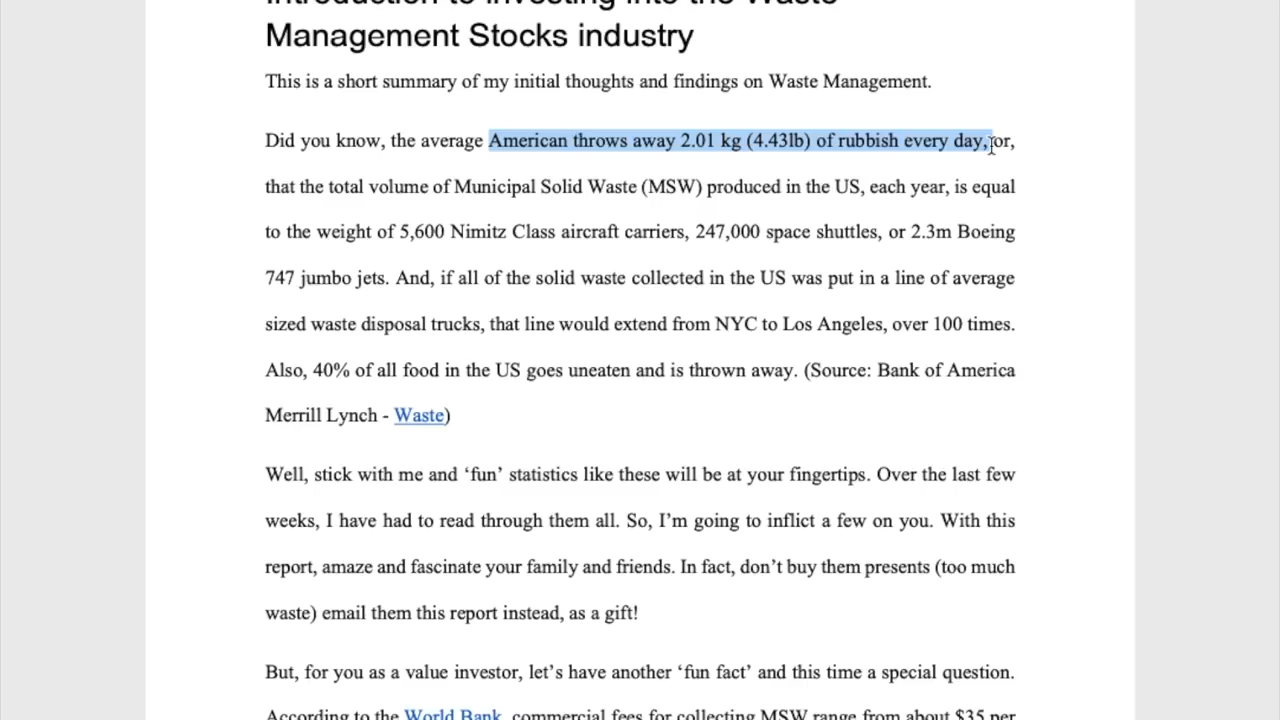 Introduction to investing into the Waste
Management Stocks industry
This is a short summary of my initial thoughts and findings on Waste Management.
Did you know, the average American throws away 2.01 kg (4.43lb) of rubbish every day, or,
that the total volume of Municipal Solid Waste (MSW) produced in the US, each year, is equal
to the weight of 5,600 Nimitz Class aircraft carriers, 247,000 space shuttles, or 2.3m Boeing
747 jumbo jets. And, if all of the solid waste collected in the US was put in a line of average
sized waste disposal trucks, that line would extend from NYC to Los Angeles, over 100 times.
Also, 40% of all food in the US goes uneaten and is thrown away. (Source: Bank of America
Merrill Lynch - Waste)
Well, stick with me and ‘fun’ statistics like these will be at your fingertips. Over the last few
weeks, I have had to read through them all. So, I’m going to inflict a few on you. With this
report, amaze and fascinate your family and friends. In fact, don’t buy them presents (too much
waste) email them this report instead, as a gift!
But, for you as a value investor, let’s have another ‘fun fact’ and this time a special question.
According to the World Bank, commercial fees for collecting MSW range from about $35 per